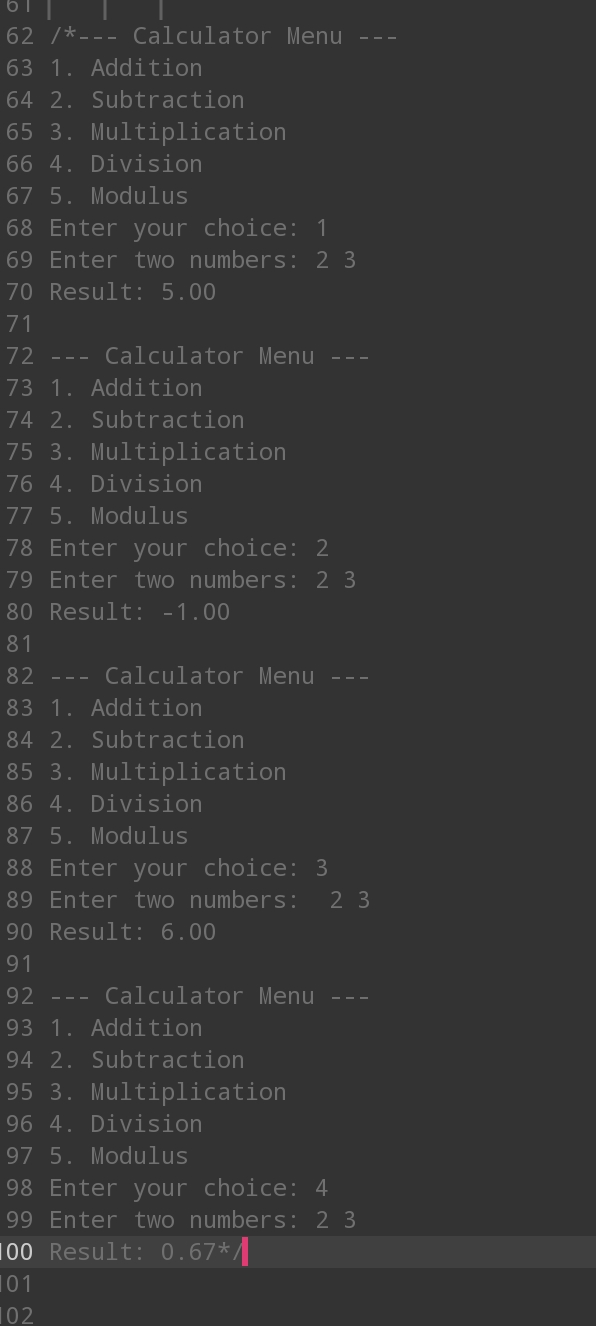 61
62 /*--- Calculator Menu ---
63 1. Addition
64 2. Subtraction
65 3. Multiplication
66 4. Division
67 5. Modulus
68 Enter your choice: 1
69 Enter two numbers: 2 3
70 Result: 5.00
71
72 --- Calculator Menu ---
73 1. Addition
74 2. Subtraction
75 3. Multiplication
76 4. Division
77 5. Modulus
78 Enter your choice: 2
79 Enter two numbers: 2 3
80 Result: -1.00
81
82 --- Calculator Menu ---
83 1. Addition
84 2. Subtraction
85 3. Multiplication
86 4. Division
87 5. Modulus
88 Enter your choice: 3
89 Enter two numbers:  2 3
90 Result: 6.00
91
92 --- Calculator Menu ---
93 1. Addition
94 2. Subtraction
95 3. Multiplication
96 4. Division
97 5. Modulus
98 Enter your choice: 4
99 Enter two numbers: 2 3
100 Result: 0.67*/
101
102